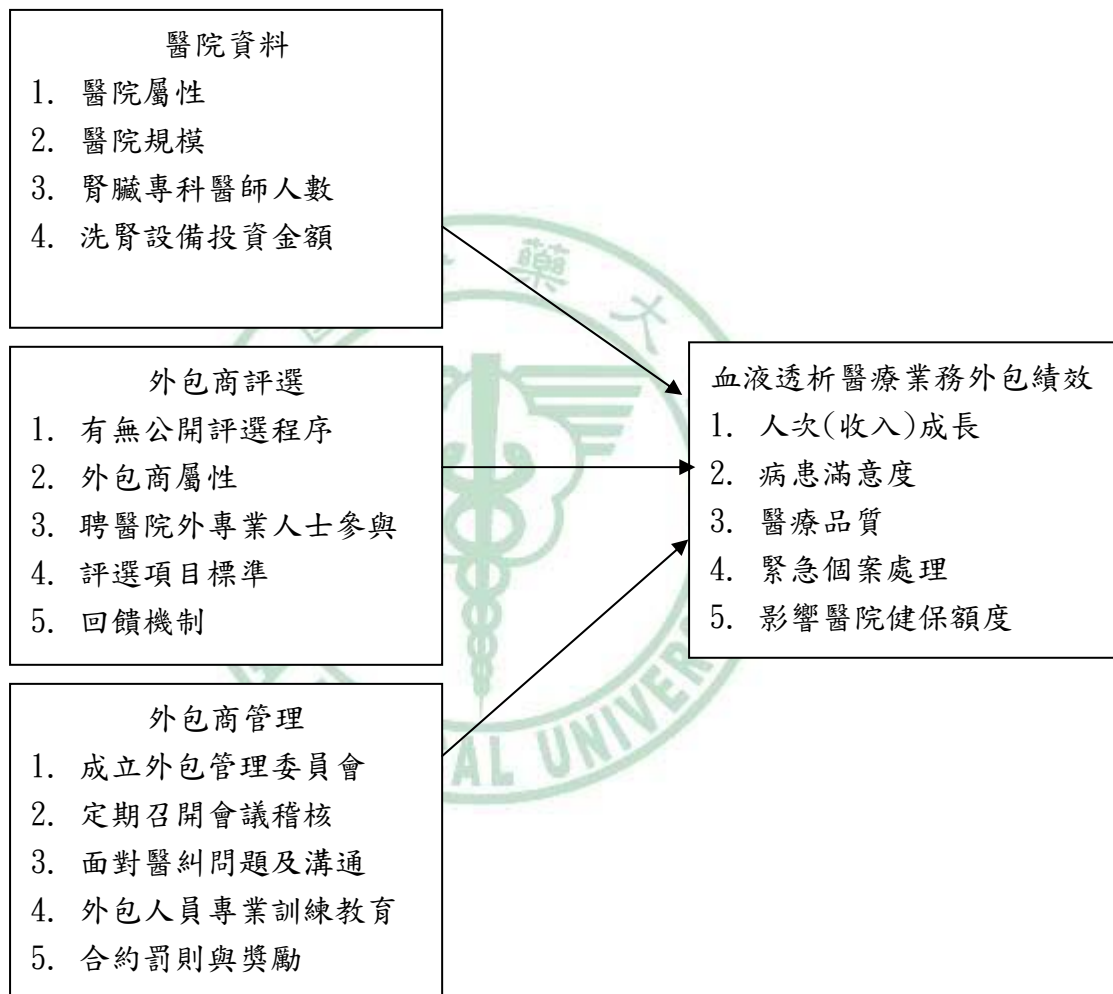 醫院資料
1. 醫院屬性
2. 醫院規模
3. 腎臟專科醫師人數
4. 洗腎設備投資金額
外包商評選
1. 有無公開評選程序
2. 外包商屬性
3. 聘醫院外專業人士參與
4. 評選項目標準
5. 回饋機制
外包商管理
1. 成立外包管理委員會
2. 定期召開會議稽核
3. 面對醫糾問題及溝通
4. 外包人員專業訓練教育
5. 合約罰則與獎勵
血液透析醫療業務外包績效
1. 人次(收入)成長
2. 病患滿意度
3. 醫療品質
4. 緊急個案處理
5. 影響醫院健保額度
藥大
AL UNIVER